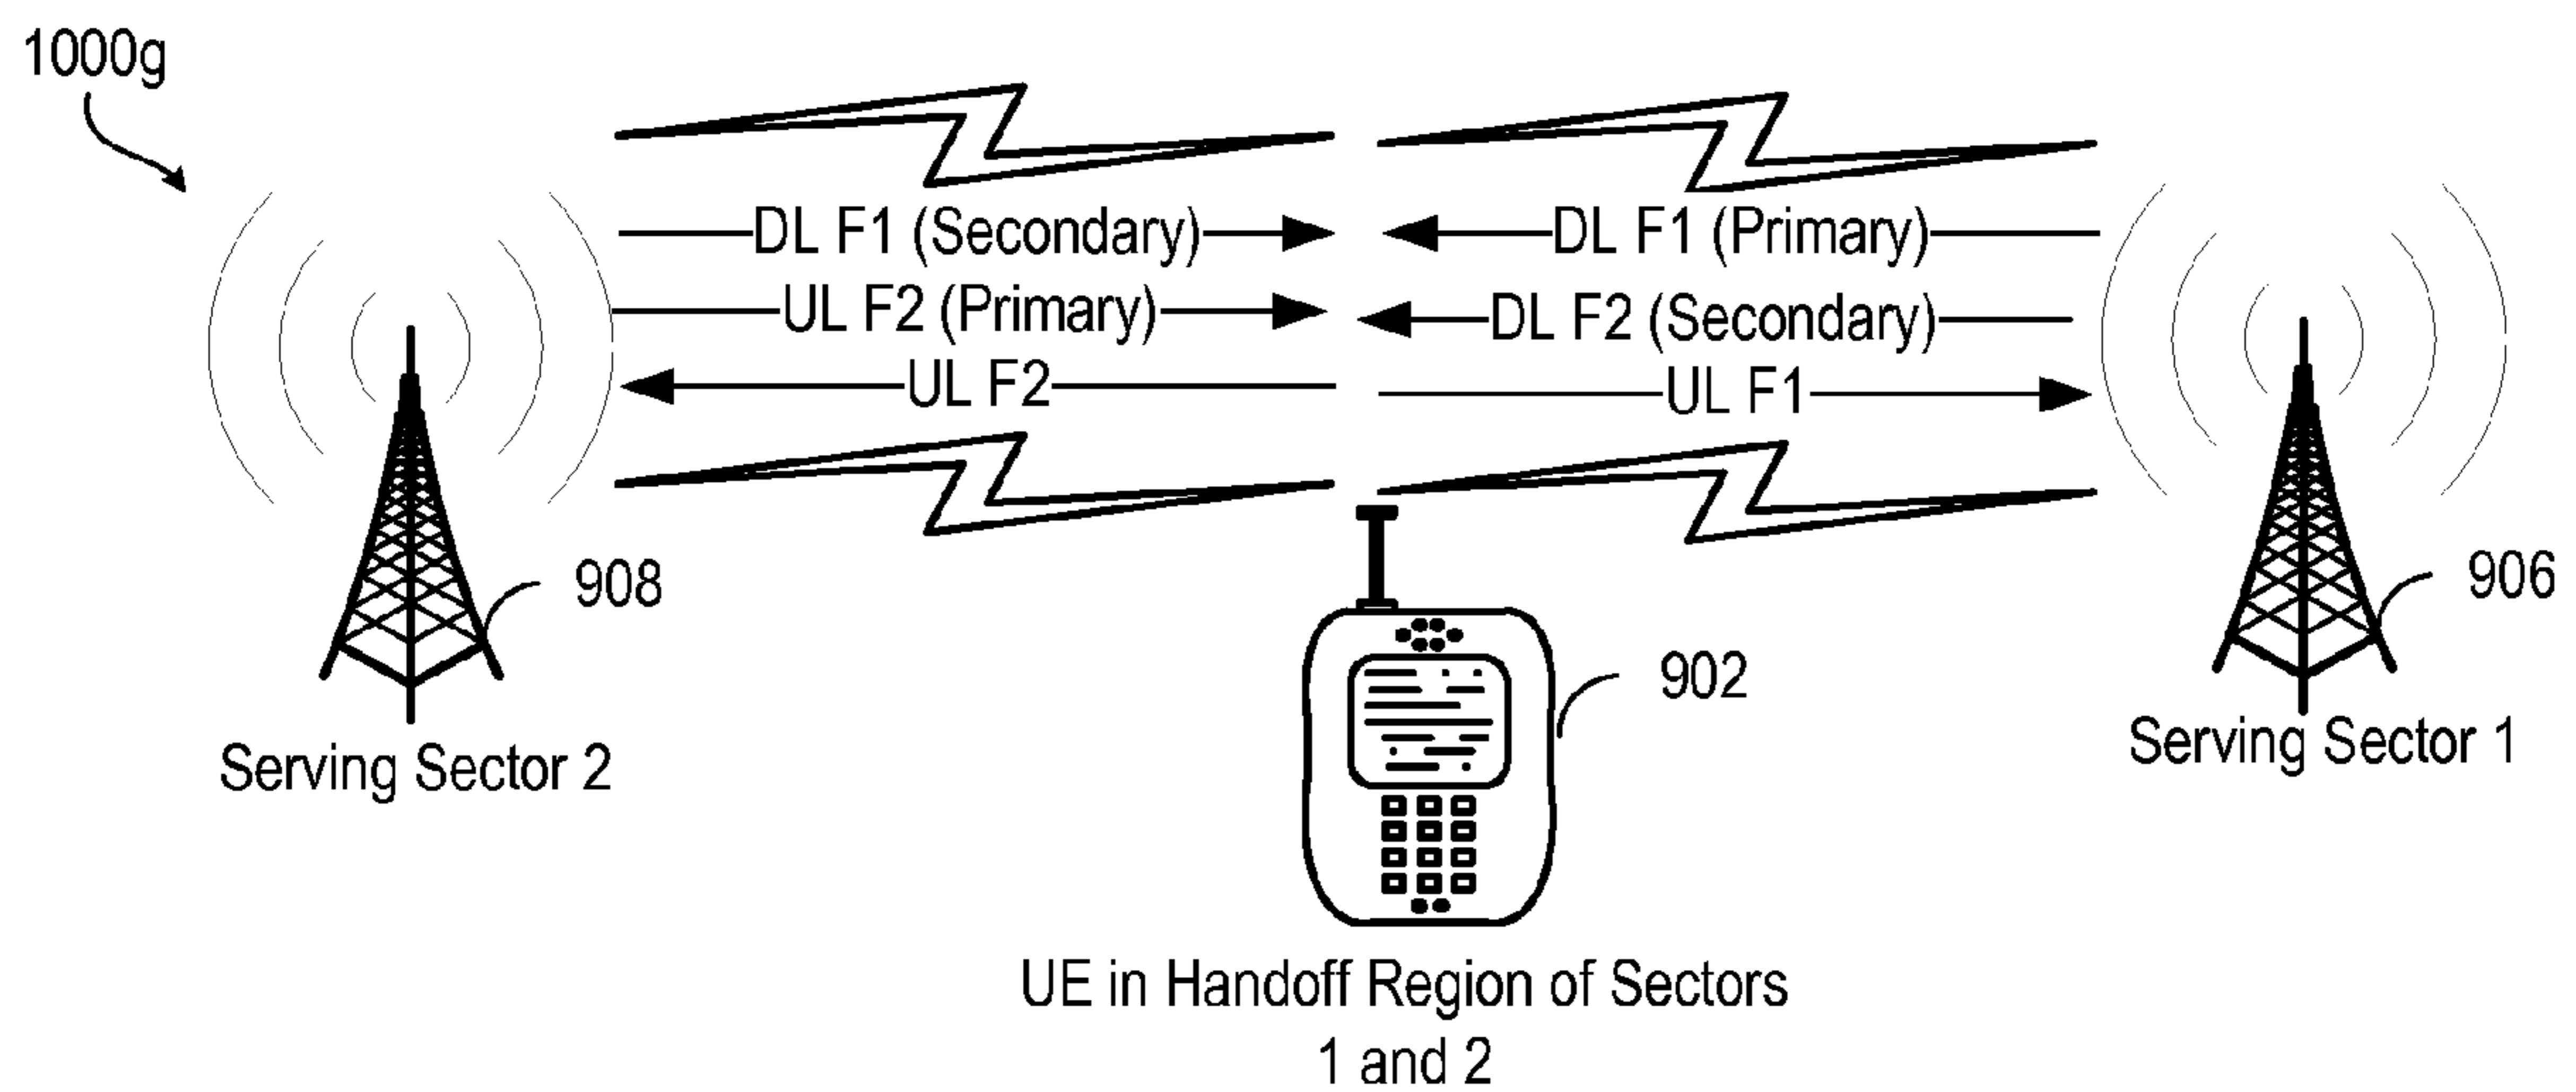 1000g
DL F1 (Secondary)
DL F1 (Primary)
UL F2 (Primary)
DL F2 (Secondary)
UL F2
UL F1
908
906
902
Serving Sector 2
Serving Sector 1
UE in Handoff Region of Sectors
1 and 2